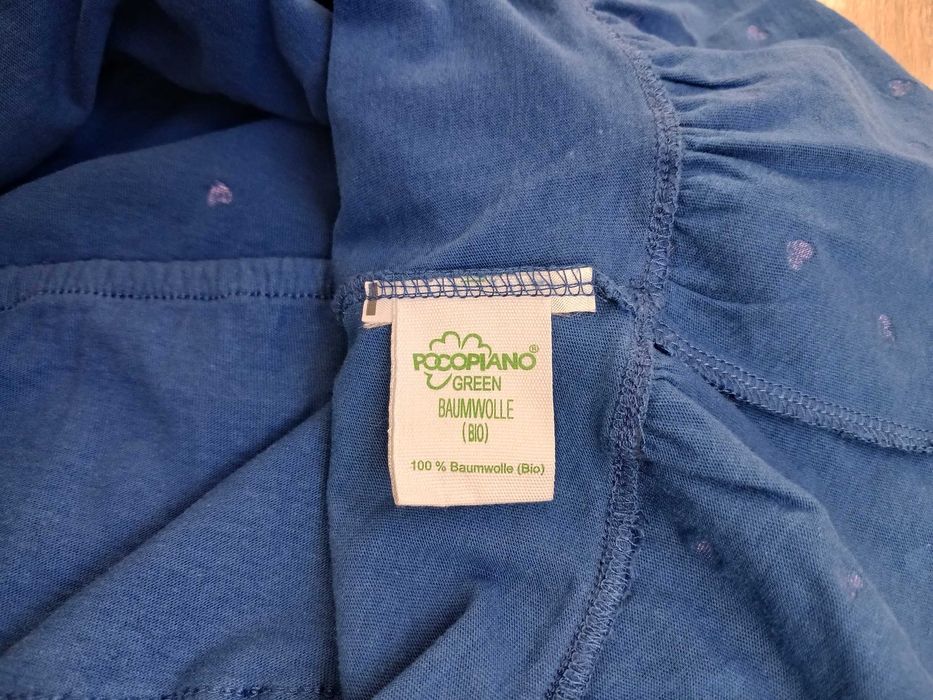 POCOPIANO®
GREEN
BAUMWOLLE
(BIO)
100 % Baumwolle (Bio)